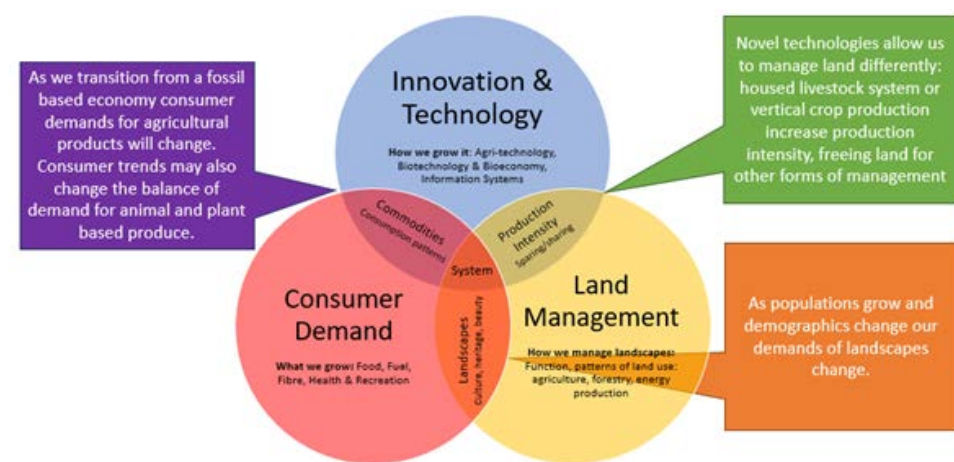 As we transition from a fossil
based economy consumer
demands for agricultural
products will change.
Consumer trends may also
change the balance of
demand for animal and plant
based produce.
Innovation &
Technology
How we grow it: Agri-technology,
Biotechnology & Bioeconomy,
Information Systems
Novel technologies allow us
to manage land differently:
housed livestock system or
vertical crop production
increase production
intensity, freeing land for
other forms of management
Commodities
Consumption patterns
Production
Intensity
Sparing/sharing
System
Consumer
Demand
What we grow: Food, Fuel,
Fibre, Health & Recreation
Landscapes
culture, heritage, beauty
Land
Management
How we manage landscapes:
Function, patterns of land use:
agriculture, forestry, energy
production
As populations grow and
demographics change our
demands of landscapes
change.